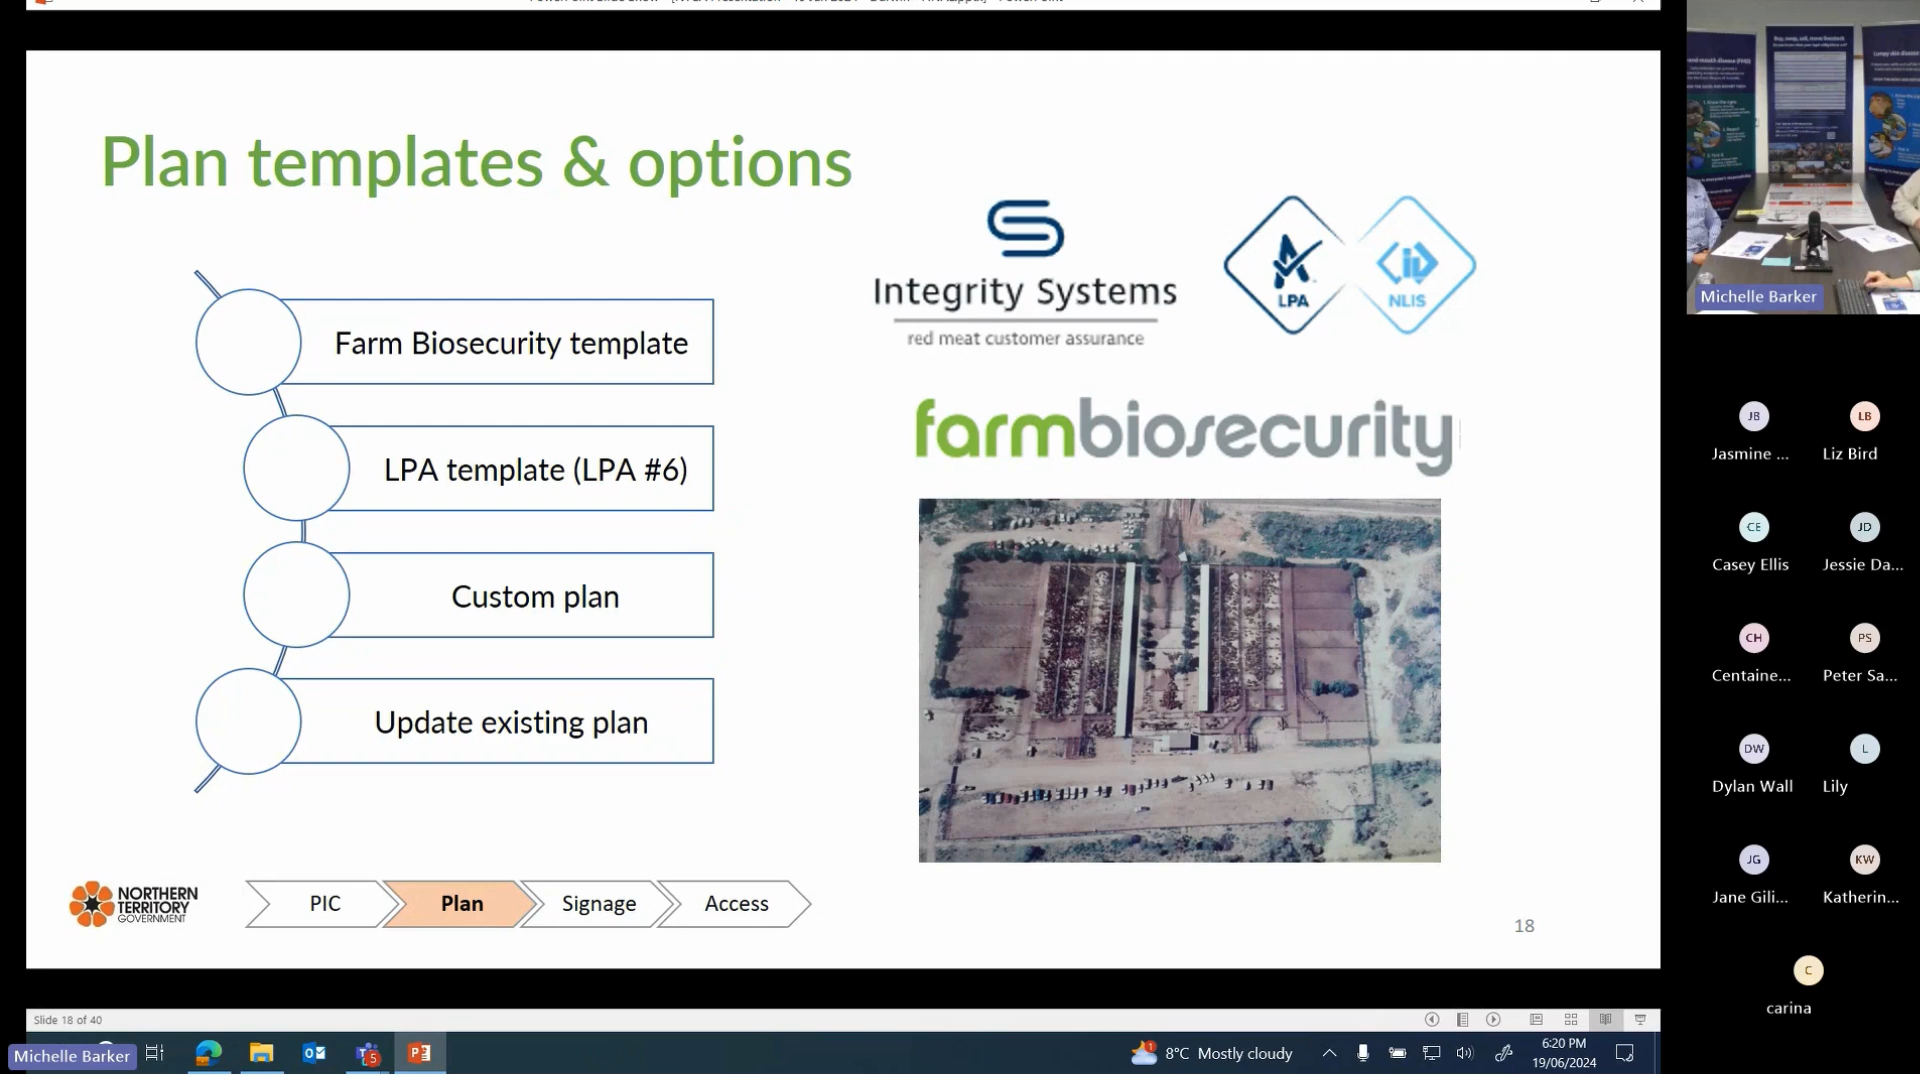 Plan templates & options
Farm Biosecurity template
LPA template (LPA #6)
Custom plan
Update existing plan
Integrity Systems
red meat customer assurance
LPA
NLIS
farmbiosecurity
NORTHERN
TERRITORY
GOVERNMENT
PIC
Plan
Signage
Access
18
Michelle Barker
JB
LB
Jasmine ...
Liz Bird
CE
JD
Casey Ellis
Jessie Da...
CH
PS
Centaine...
Peter Sa...
DW
L
Dylan Wall
Lily
JG
KW
Jane Gili...
Katherin...
C
carina
Slide 18 of 40
Michelle Barker
8°C Mostly cloudy
6:20 PM
19/06/2024